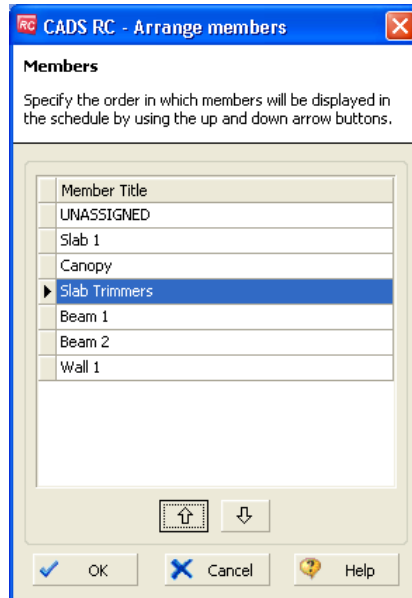 RC CADS RC - Arrange members
Members
Specify the order in which members will be displayed in
the schedule by using the up and down arrow buttons.
Member Title
UNASSIGNED
Slab 1
Canopy
Slab Trimmers
Beam 1
Beam 2
Wall 1
OK Cancel Help